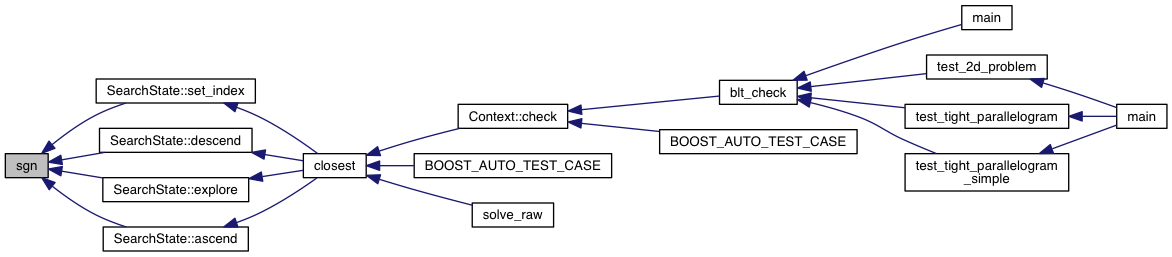 main
test_2d_problem
SearchState::set_index
blt_check
Context::check
test_tight_parallelogram
main
SearchState::descend
BOOST_AUTO_TEST_CASE
sgn
closest
BOOST_AUTO_TEST_CASE
test_tight_parallelogram
_simple
SearchState::explore
solve_raw
SearchState::ascend